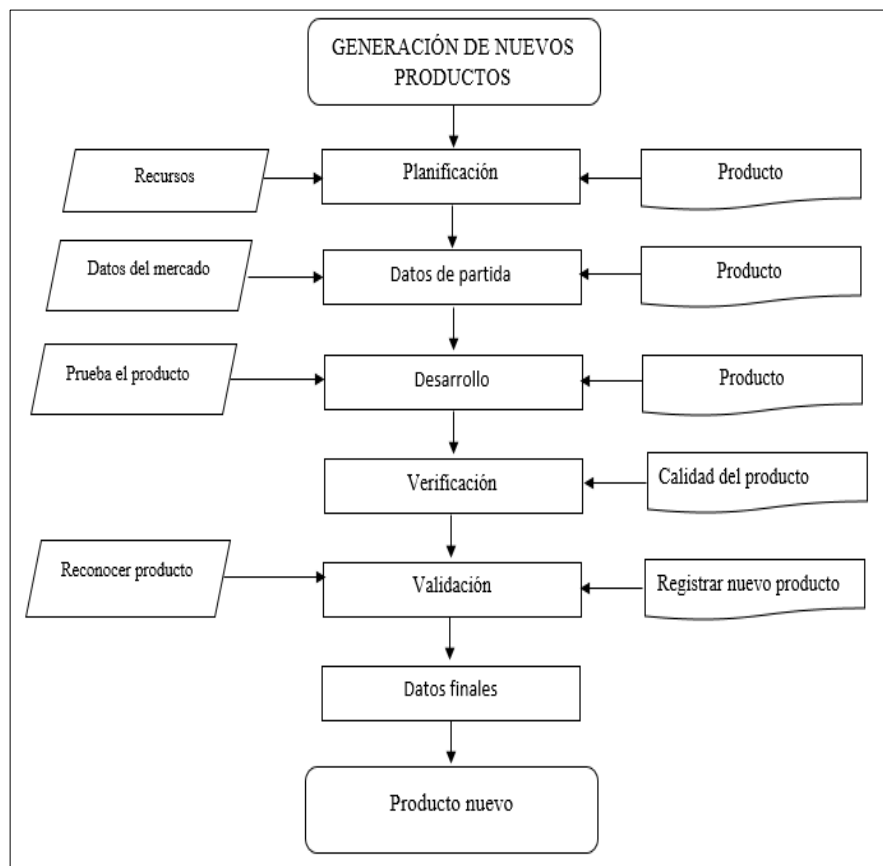 GENERACIÓN DE NUEVOS
PRODUCTOS
Recursos
Planificación
Producto
Datos del mercado
Datos de partida
Producto
Prueba el producto
Desarrollo
Producto
Verificación
Calidad del producto
Reconocer producto
Validación
Registrar nuevo producto
Datos finales
Producto nuevo